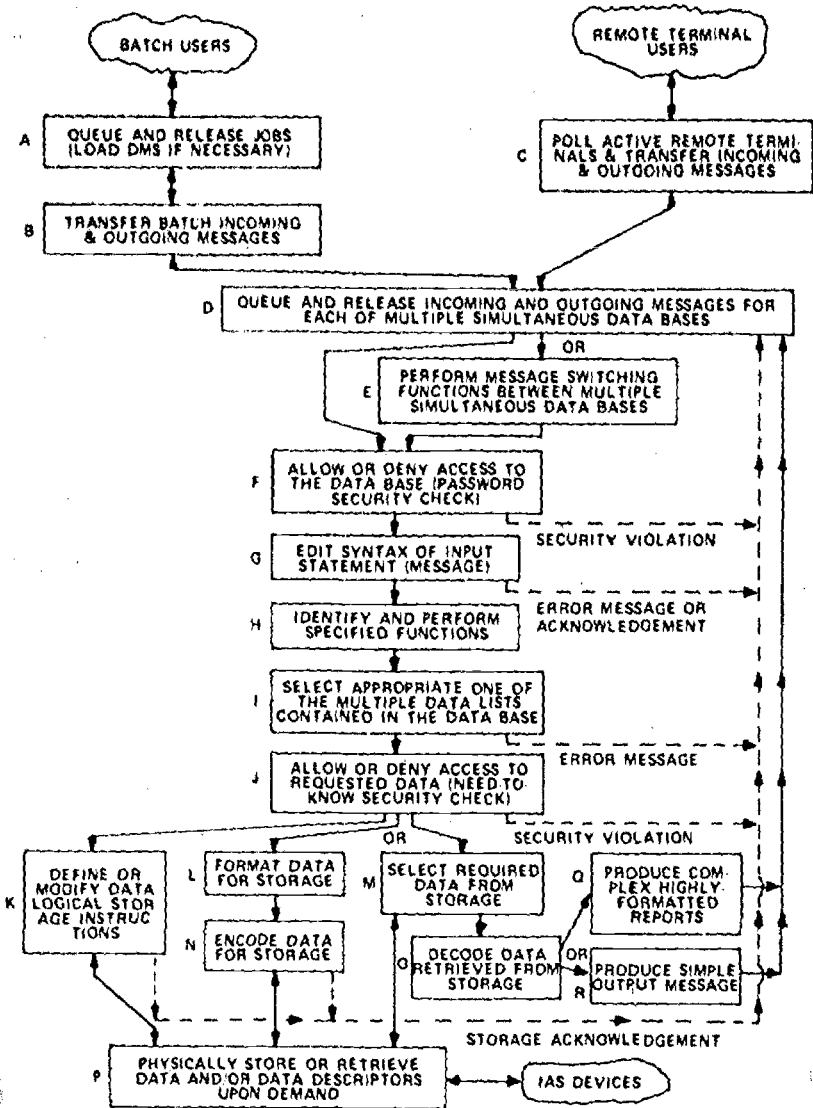 BATCH USERS
REMOTE TERMINAL
USERS
A
QUEUE AND RELEASE JOBS
(LOAD DMS IF NECESSARY)
C
POLL ACTIVE REMOTE TERMI-
NALS & TRANSFER INCOMING
& OUTGOING MESSAGES
B
TRANSFER BATCH INCOMING
& OUTGOING MESSAGES
D
QUEUE AND RELEASE INCOMING AND OUTGOING MESSAGES FOR
EACH OF MULTIPLE SIMULTANEOUS DATA BASES
OR
E
PERFORM MESSAGE SWITCHING
FUNCTIONS BETWEEN MULTIPLE
SIMULTANEOUS DATA BASES
F
ALLOW OR DENY ACCESS TO
THE DATA BASE (PASSWORD
SECURITY CHECK)
SECURITY VIOLATION
G
EDIT SYNTAX OF INPUT
STATEMENT (MESSAGE)
ERROR MESSAGE OR
ACKNOWLEDGEMENT
H
IDENTIFY AND PERFORM
SPECIFIED FUNCTIONS
I
SELECT APPROPRIATE ONE OF
THE MULTIPLE DATA LISTS
CONTAINED IN THE DATA BASE
ERROR MESSAGE
J
ALLOW OR DENY ACCESS TO
REQUESTED DATA (NEED-TO-
KNOW SECURITY CHECK)
OR
SECURITY VIOLATION
K
DEFINE OR
MODIFY DATA
LOGICAL STOR
AGE INSTRUC
TIONS
L
FORMAT DATA
FOR STORAGE
M
SELECT REQUIRED
DATA FROM
STORAGE
Q
PRODUCE COM-
PLEX HIGHLY-
FORMATTED
REPORTS
N
ENCODE DATA
FOR STORAGE
O
DECODE DATA
RETRIEVED FROM
STORAGE
OR
R
PRODUCE SIMPLE
OUTPUT MESSAGE
STORAGE ACKNOWLEDGEMENT
P
PHYSICALLY STORE OR RETRIEVE
DATA AND/OR DATA DESCRIPTORS
UPON DEMAND
IAS DEVICES